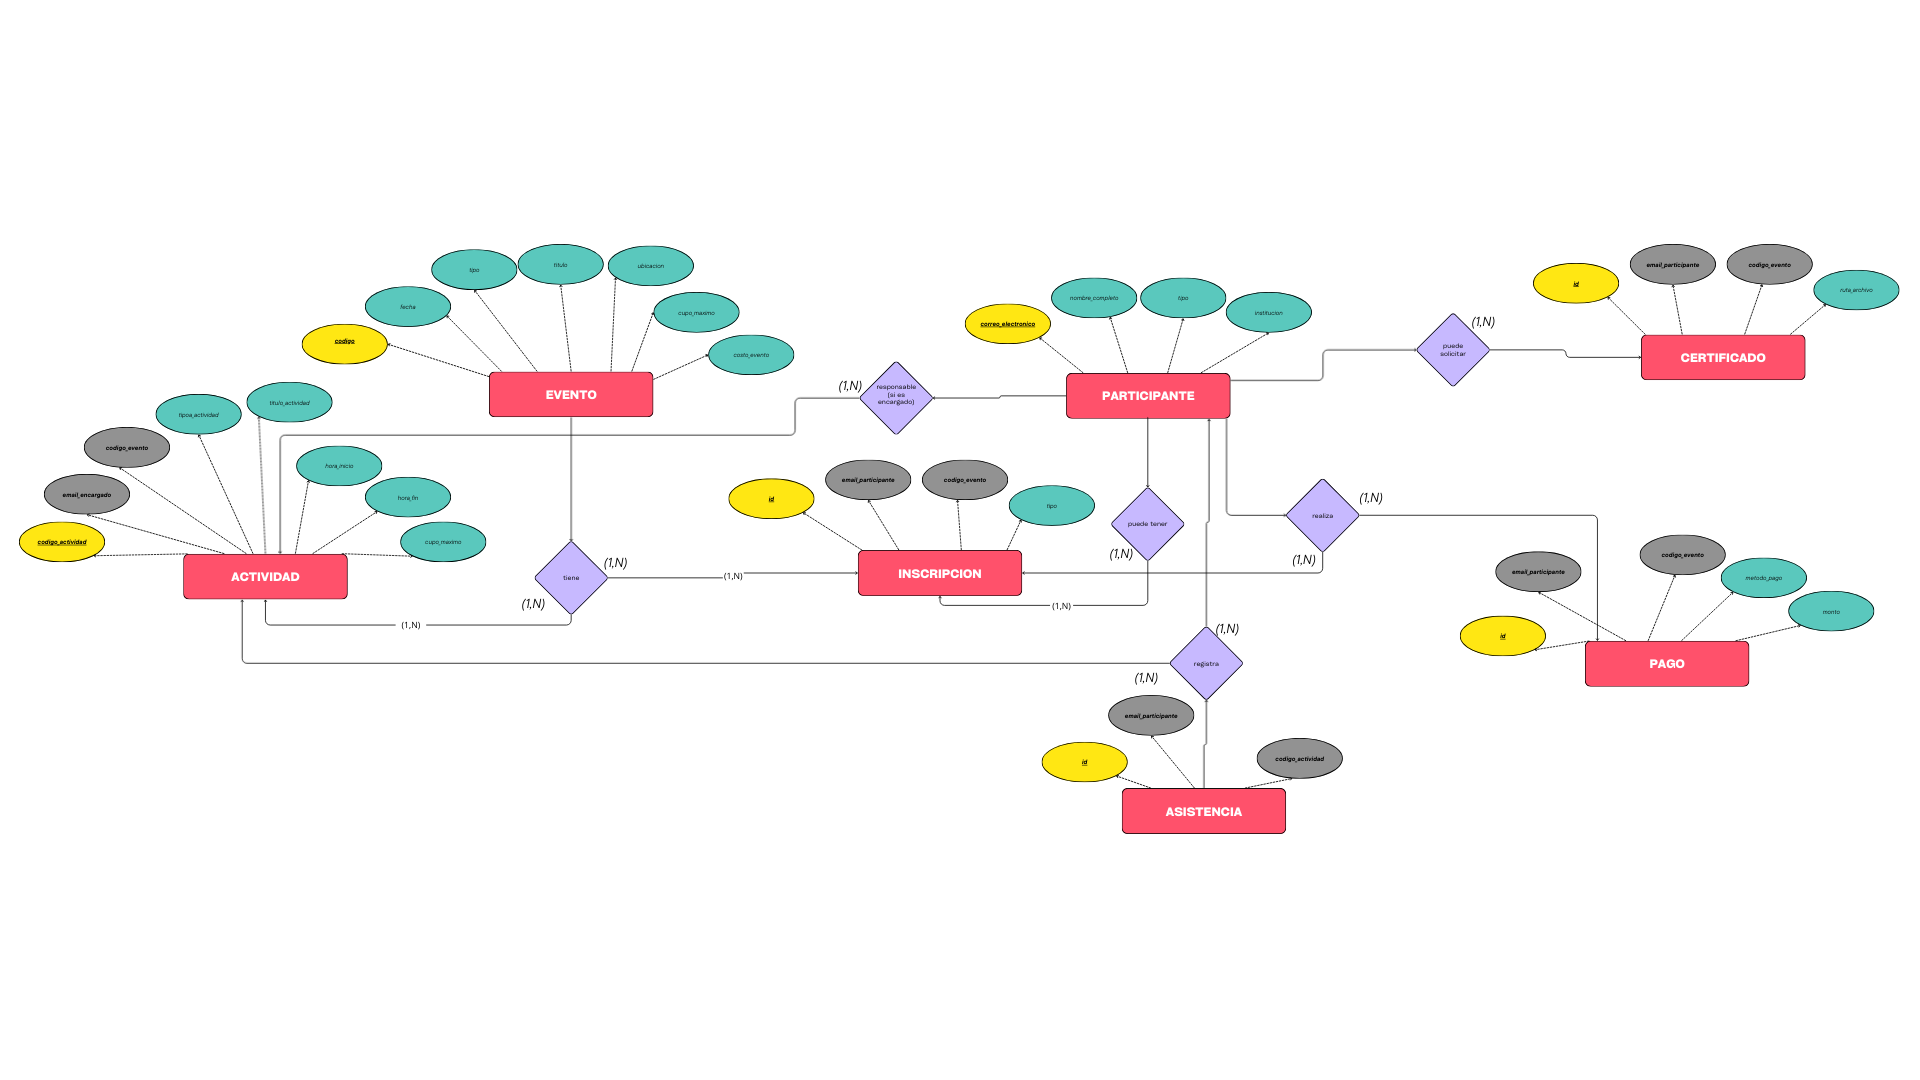 tipo
titulo
ubicacion
fecha
cupo_maximo
codigo
costo_evento
EVENTO
correo_electronico
nombre_completo
tipo
institucion
PARTICIPANTE
id
email_participante
codigo_evento
ruta_archivo
CERTIFICADO
(1,N)
puede
solicitar
(1,N)
responsable
(si es
encargado)
titulo_actividad
tipoa_actividad
codigo_evento
email_encargado
codigo_actividad
hora_inicio
hora_fin
cupo_maximo
ACTIVIDAD
id
email_participante
codigo_evento
tipo
INSCRIPCION
puede tener
(1,N)
realiza
(1,N)
(1,N)
tiene
(1,N)
(1,N)
(1,N)
(1,N)
(1,N)
email_participante
codigo_evento
metodo_pago
monto
id
PAGO
(1,N)
registra
(1,N)
email_participante
id
codigo_actividad
ASISTENCIA